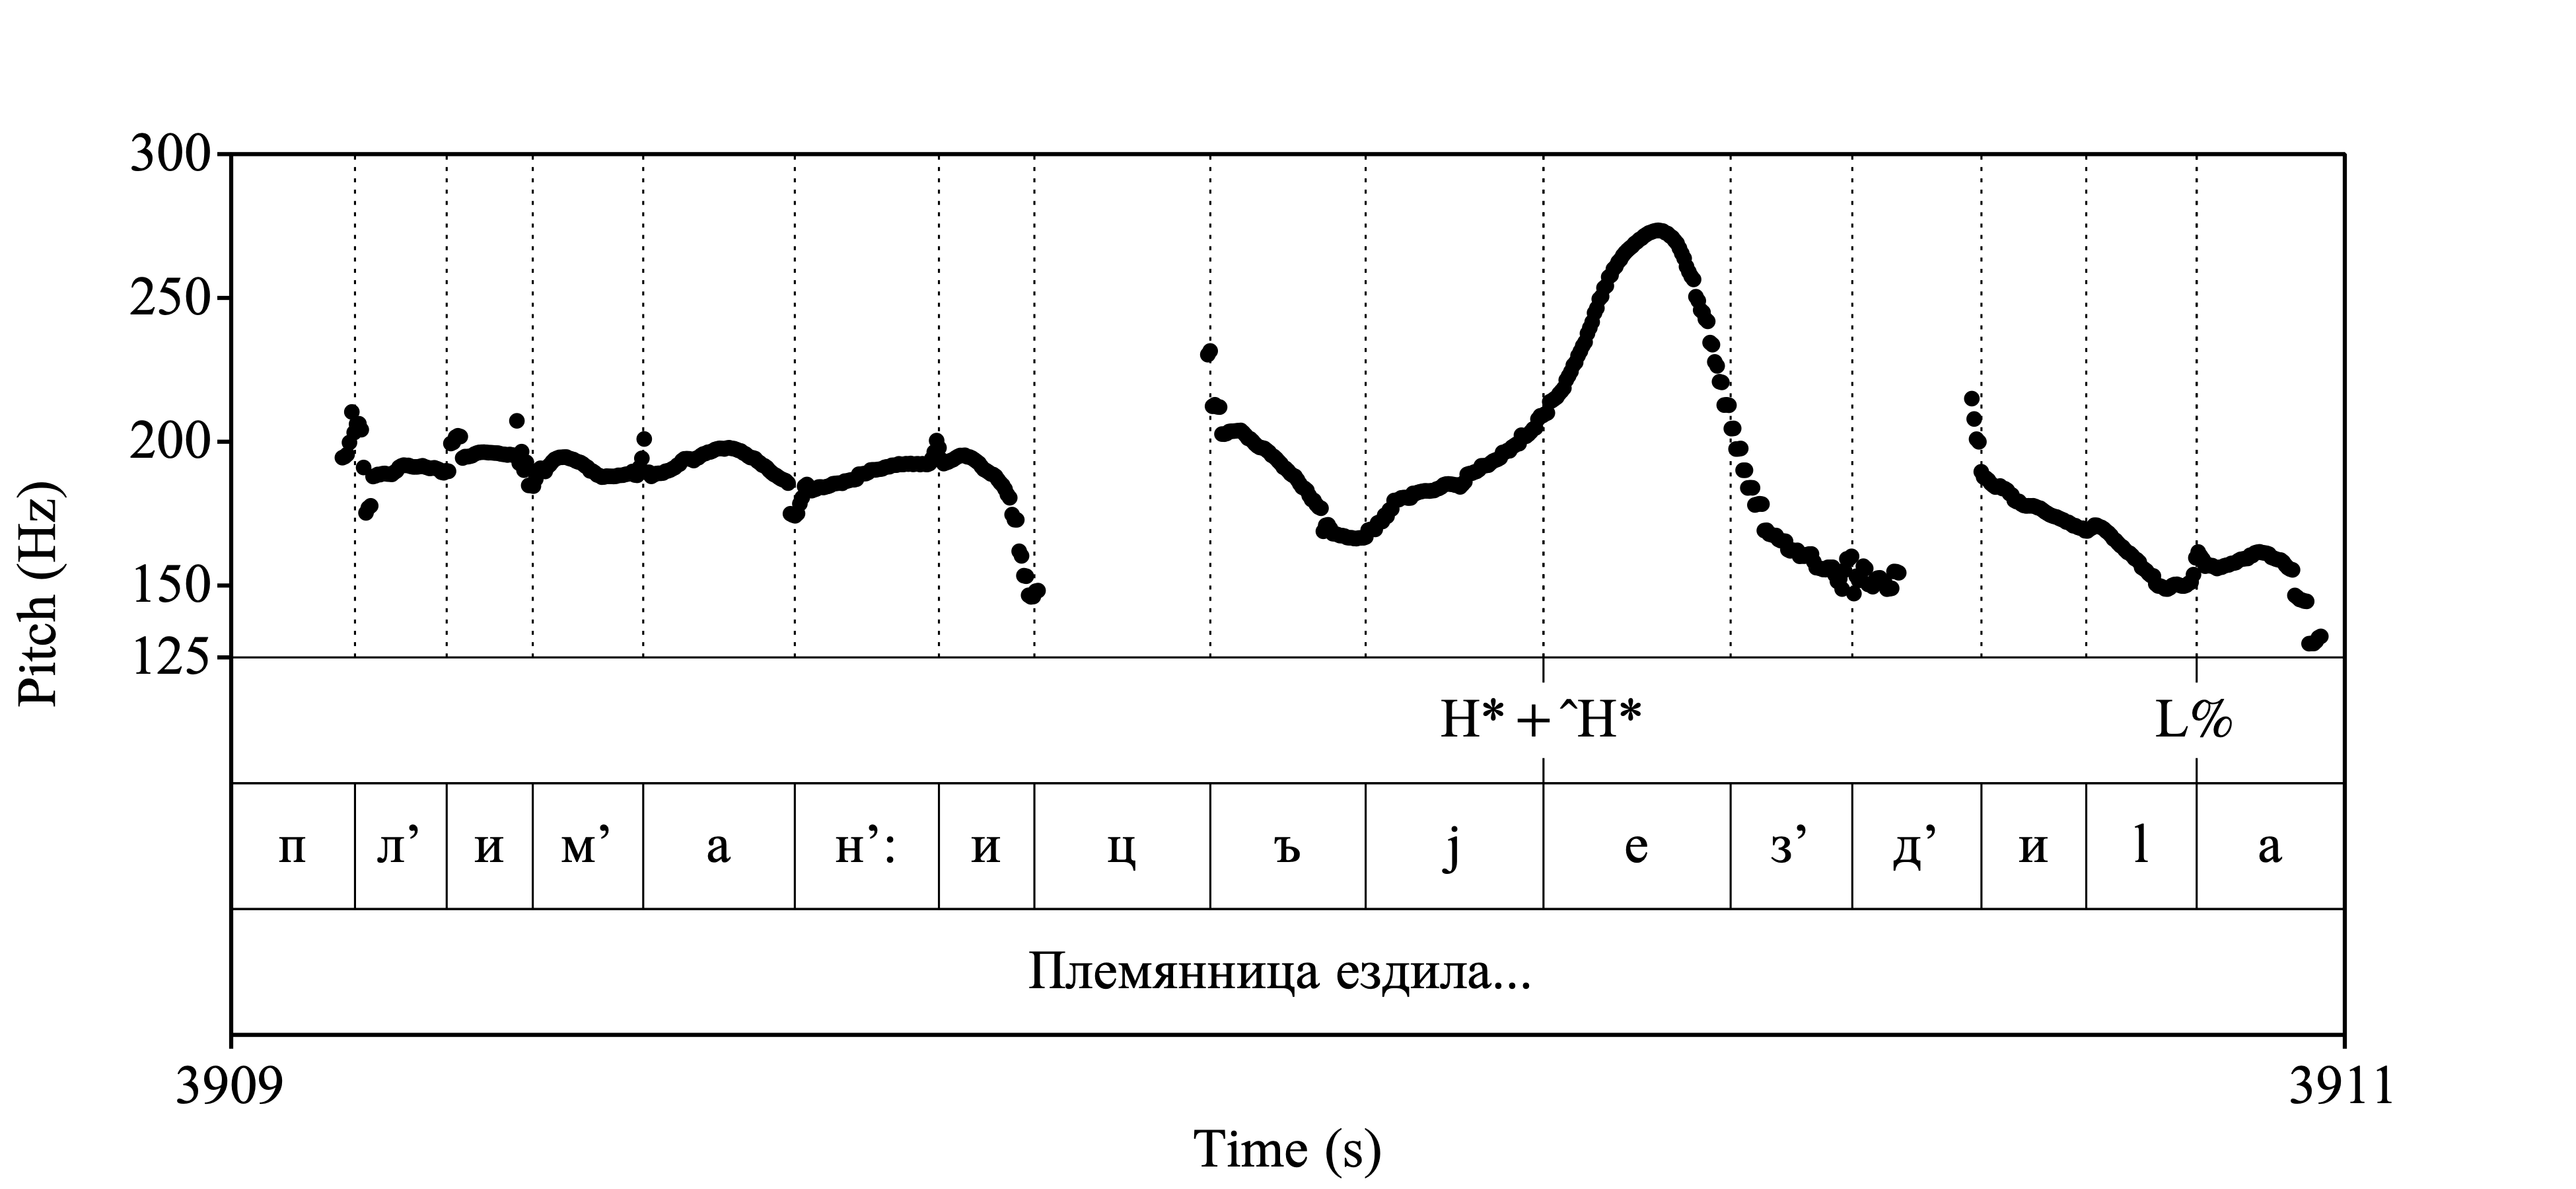 300
250
200
150
125
Pitch (Hz)
H* + ^H* L%
п л’ и м’ а н’: и ц ъ j е з’ д’ и l а
Племянница ездила...
3909 3911
Time (s)